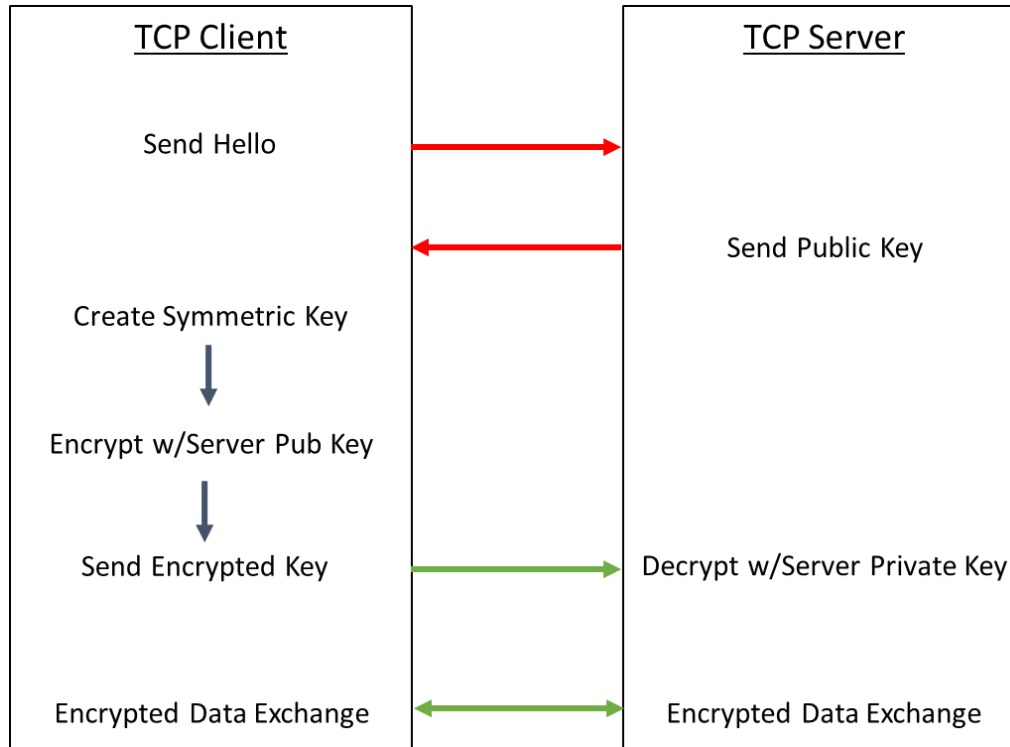 TCP Client
TCP Server
Send Hello
Send Public Key
Create Symmetric Key
Encrypt w/Server Pub Key
Send Encrypted Key
Decrypt w/Server Private Key
Encrypted Data Exchange
Encrypted Data Exchange